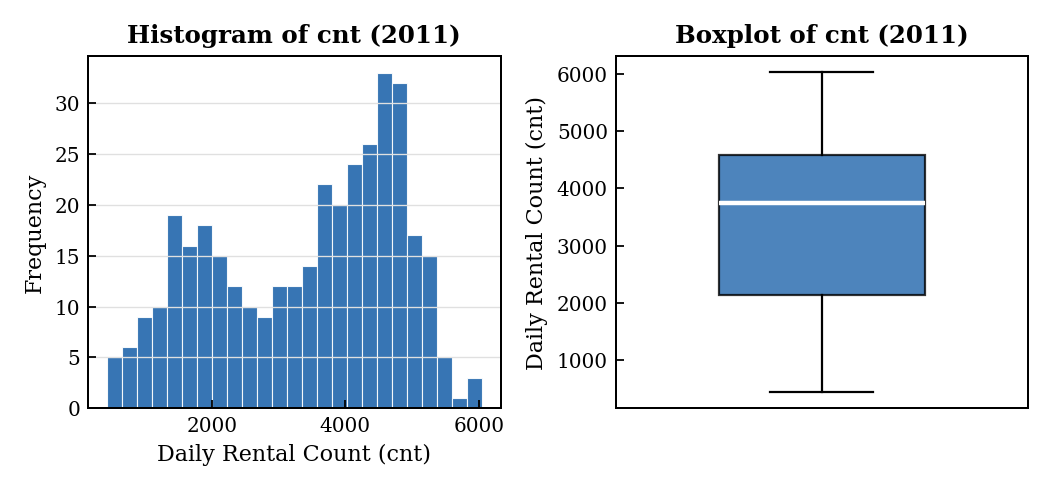 Histogram of cnt (2011)
30
25
20
15
10
5
0
Frequency
2000 4000 6000
Daily Rental Count (cnt)
Boxplot of cnt (2011)
6000
5000
4000
3000
2000
1000
Daily Rental Count (cnt)